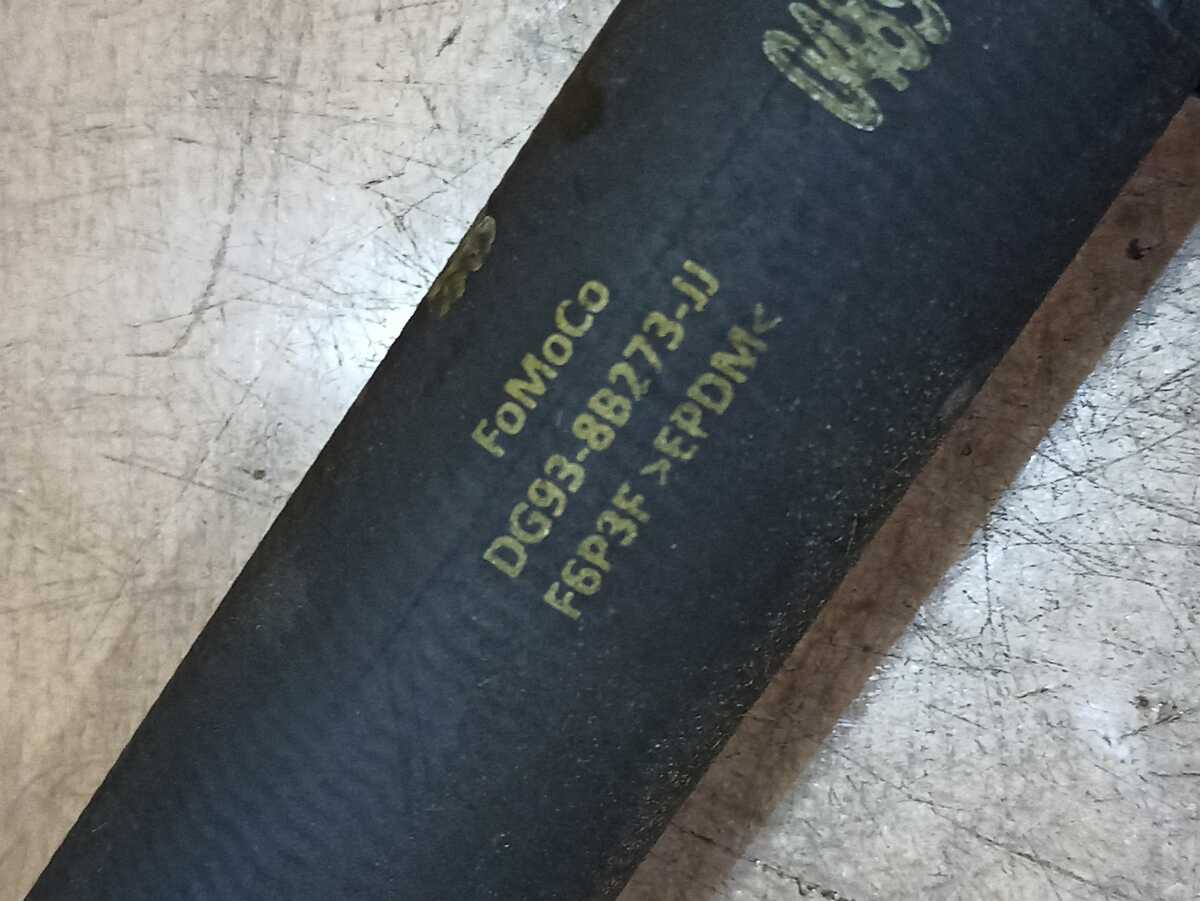 FoMoCo
DG93-8B273-JJ
F6P3F >EPDM<